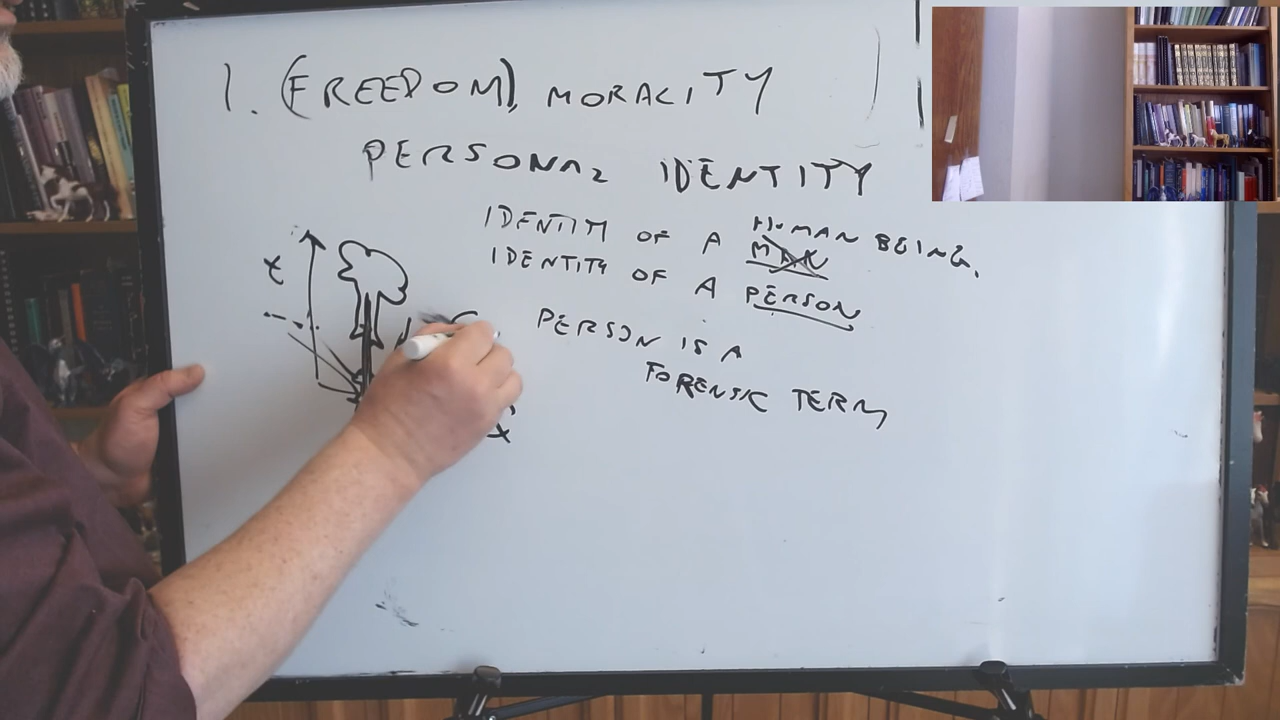 1. (FREEDOM), MORALITY
PERSONAL IDENTITY
IDENTITY OF A HUMAN BEING.
MAN
IDENTITY OF A PERSON
PERSON IS A
FORENSIC TERM
t
x